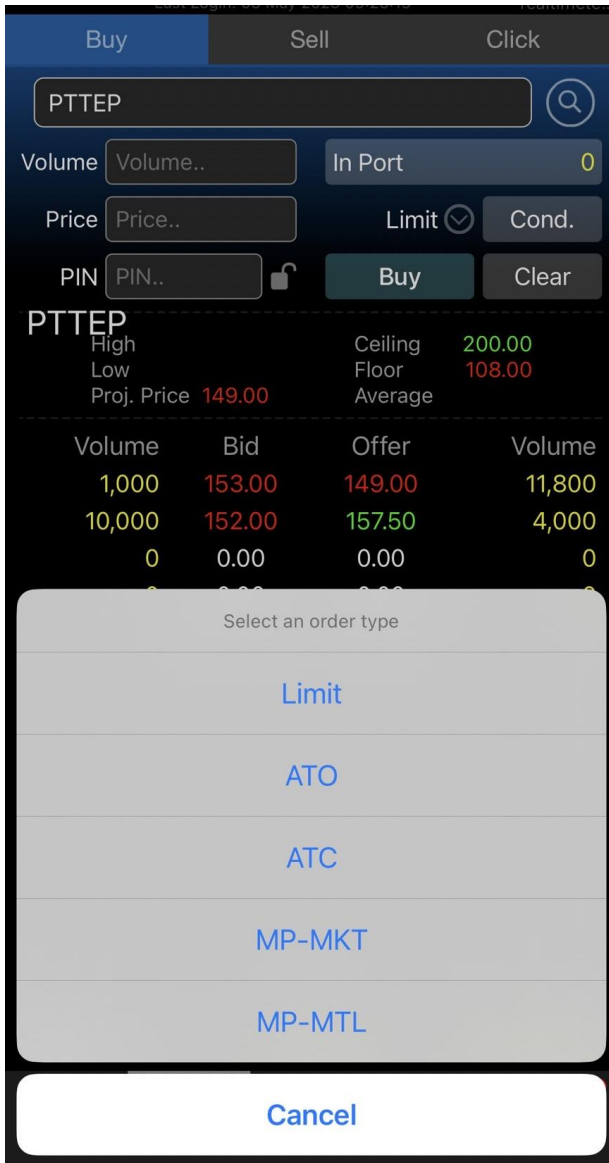 Buy Sell Click
PTTEP
Volume Volume.. In Port 0
Price Price.. Limit Cond.
PIN PIN.. Buy Clear
PTTEP
High Ceiling 200.00
Low Floor 108.00
Proj. Price 149.00 Average
Volume Bid Offer Volume
1,000 153.00 149.00 11,800
10,000 152.00 157.50 4,000
0 0.00 0.00 0
Select an order type
Limit
ATO
ATC
MP-MKT
MP-MTL
Cancel